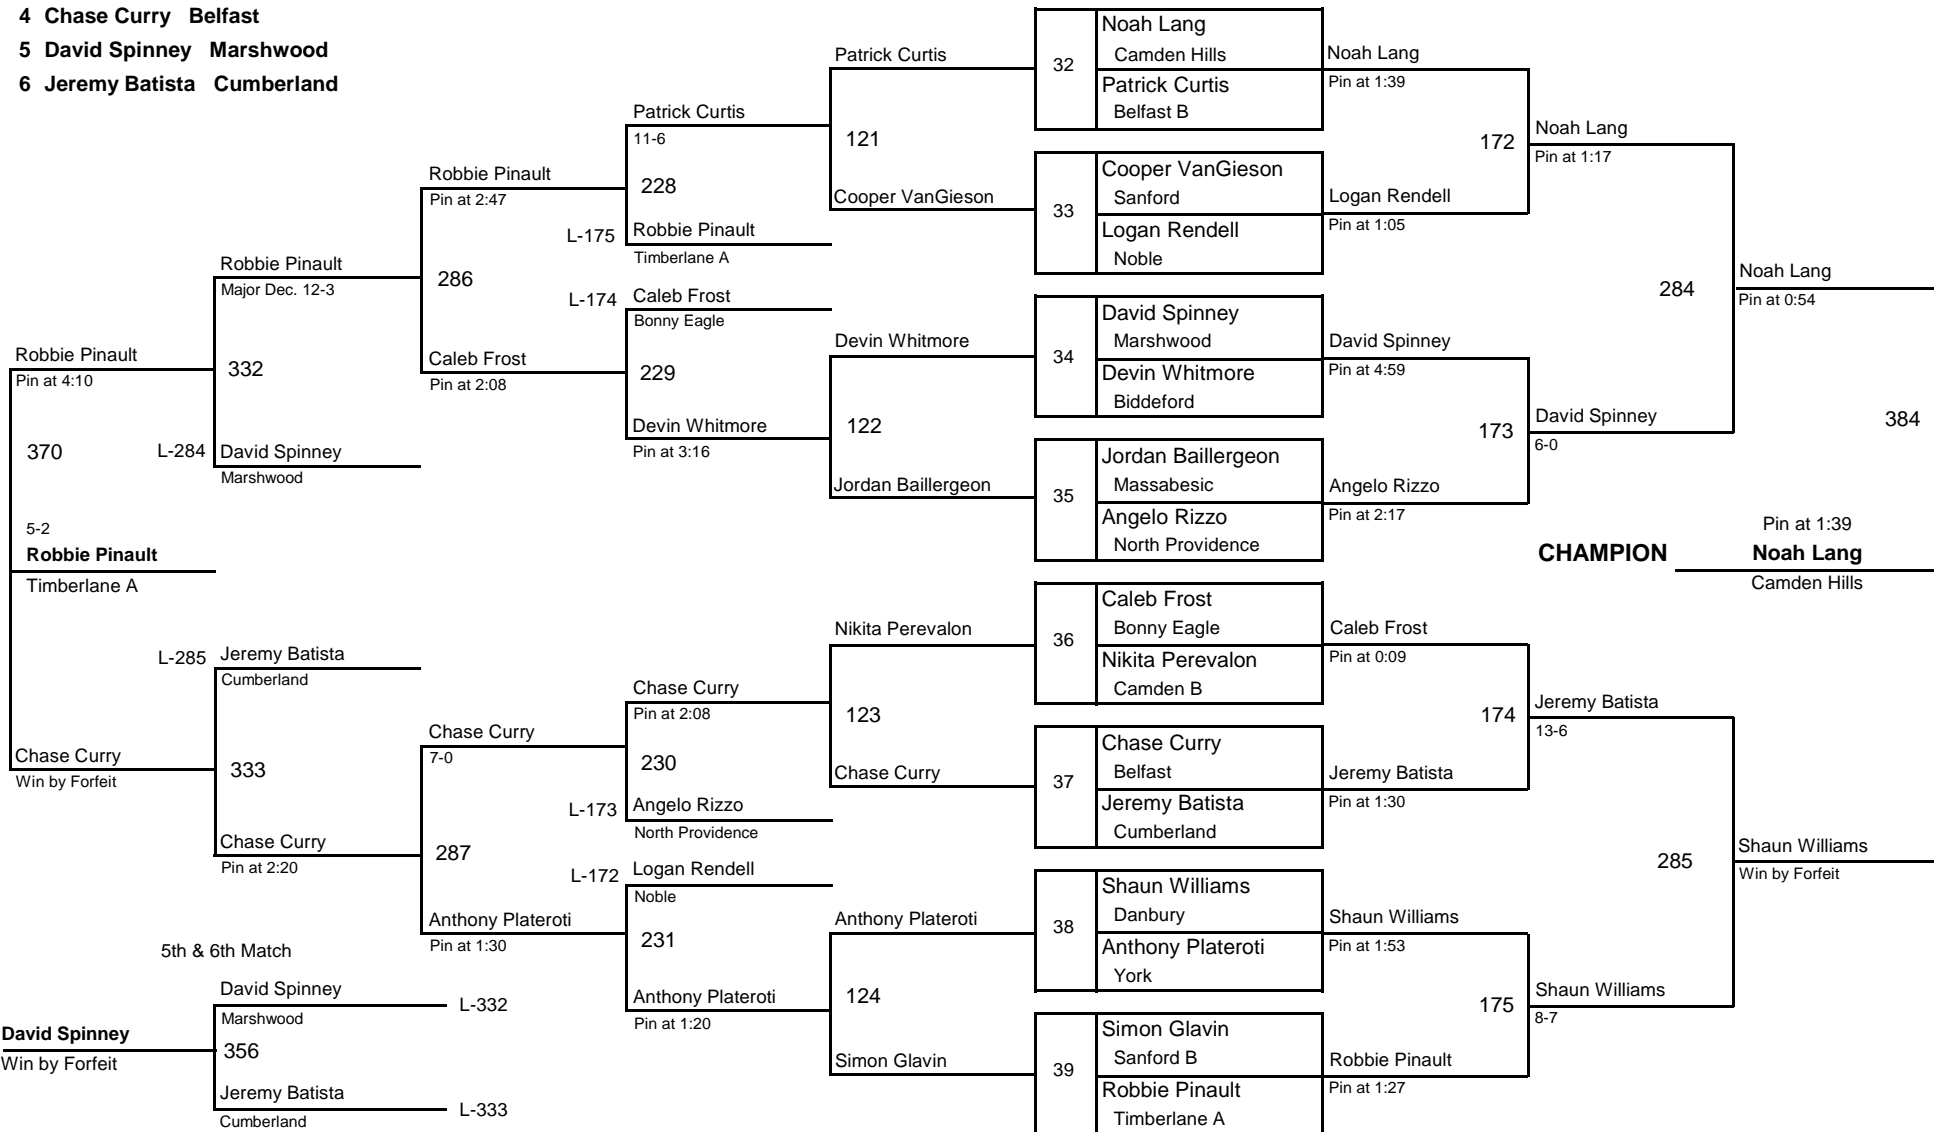 4 Chase Curry Belfast
5 David Spinney Marshwood
6 Jeremy Batista Cumberland
Robbie Pinault
Pin at 4:10
370
5-2
Robbie Pinault
Timberlane A
Chase Curry
Win by Forfeit
5th & 6th Match
David Spinney
Win by Forfeit
Robbie Pinault
Major Dec. 12-3
332
L-284 David Spinney
Marshwood
L-285 Jeremy Batista
Cumberland
333
Chase Curry
Pin at 2:20
David Spinney
L-332
Marshwood
356
Jeremy Batista
L-333
Cumberland
Robbie Pinault
Pin at 2:47
286
Caleb Frost
Pin at 2:08
Chase Curry
7-0
287
Anthony Plateroti
Pin at 1:30
Patrick Curtis
11-6
228
L-175 Robbie Pinault
Timberlane A
L-174 Caleb Frost
Bonny Eagle
229
Devin Whitmore
Pin at 3:16
Chase Curry
Pin at 2:08
230
L-173 Angelo Rizzo
North Providence
L-172 Logan Rendell
Noble
231
Anthony Plateroti
Pin at 1:20
Patrick Curtis
121
Cooper VanGieson
Devin Whitmore
122
Jordan Baillergeon
Nikita Perevalon
123
Chase Curry
Anthony Plateroti
124
Simon Glavin
32
Noah Lang
Camden Hills
Patrick Curtis
Belfast B
33
Cooper VanGieson
Sanford
Logan Rendell
Noble
34
David Spinney
Marshwood
Devin Whitmore
Biddeford
35
Jordan Baillergeon
Massabesic
Angelo Rizzo
North Providence
36
Caleb Frost
Bonny Eagle
Nikita Perevalon
Camden B
37
Chase Curry
Belfast
Jeremy Batista
Cumberland
38
Shaun Williams
Danbury
Anthony Plateroti
York
39
Simon Glavin
Sanford B
Robbie Pinault
Timberlane A
Noah Lang
Pin at 1:39
172
Logan Rendell
Pin at 1:05
David Spinney
Pin at 4:59
173
Angelo Rizzo
Pin at 2:17
Caleb Frost
Pin at 0:09
174
Jeremy Batista
Pin at 1:30
Shaun Williams
Pin at 1:53
175
Robbie Pinault
Pin at 1:27
Noah Lang
Pin at 1:17
284
David Spinney
6-0
Jeremy Batista
13-6
285
Shaun Williams
8-7
Noah Lang
Pin at 0:54
384
Pin at 1:39
CHAMPION Noah Lang
Camden Hills
Shaun Williams
Win by Forfeit